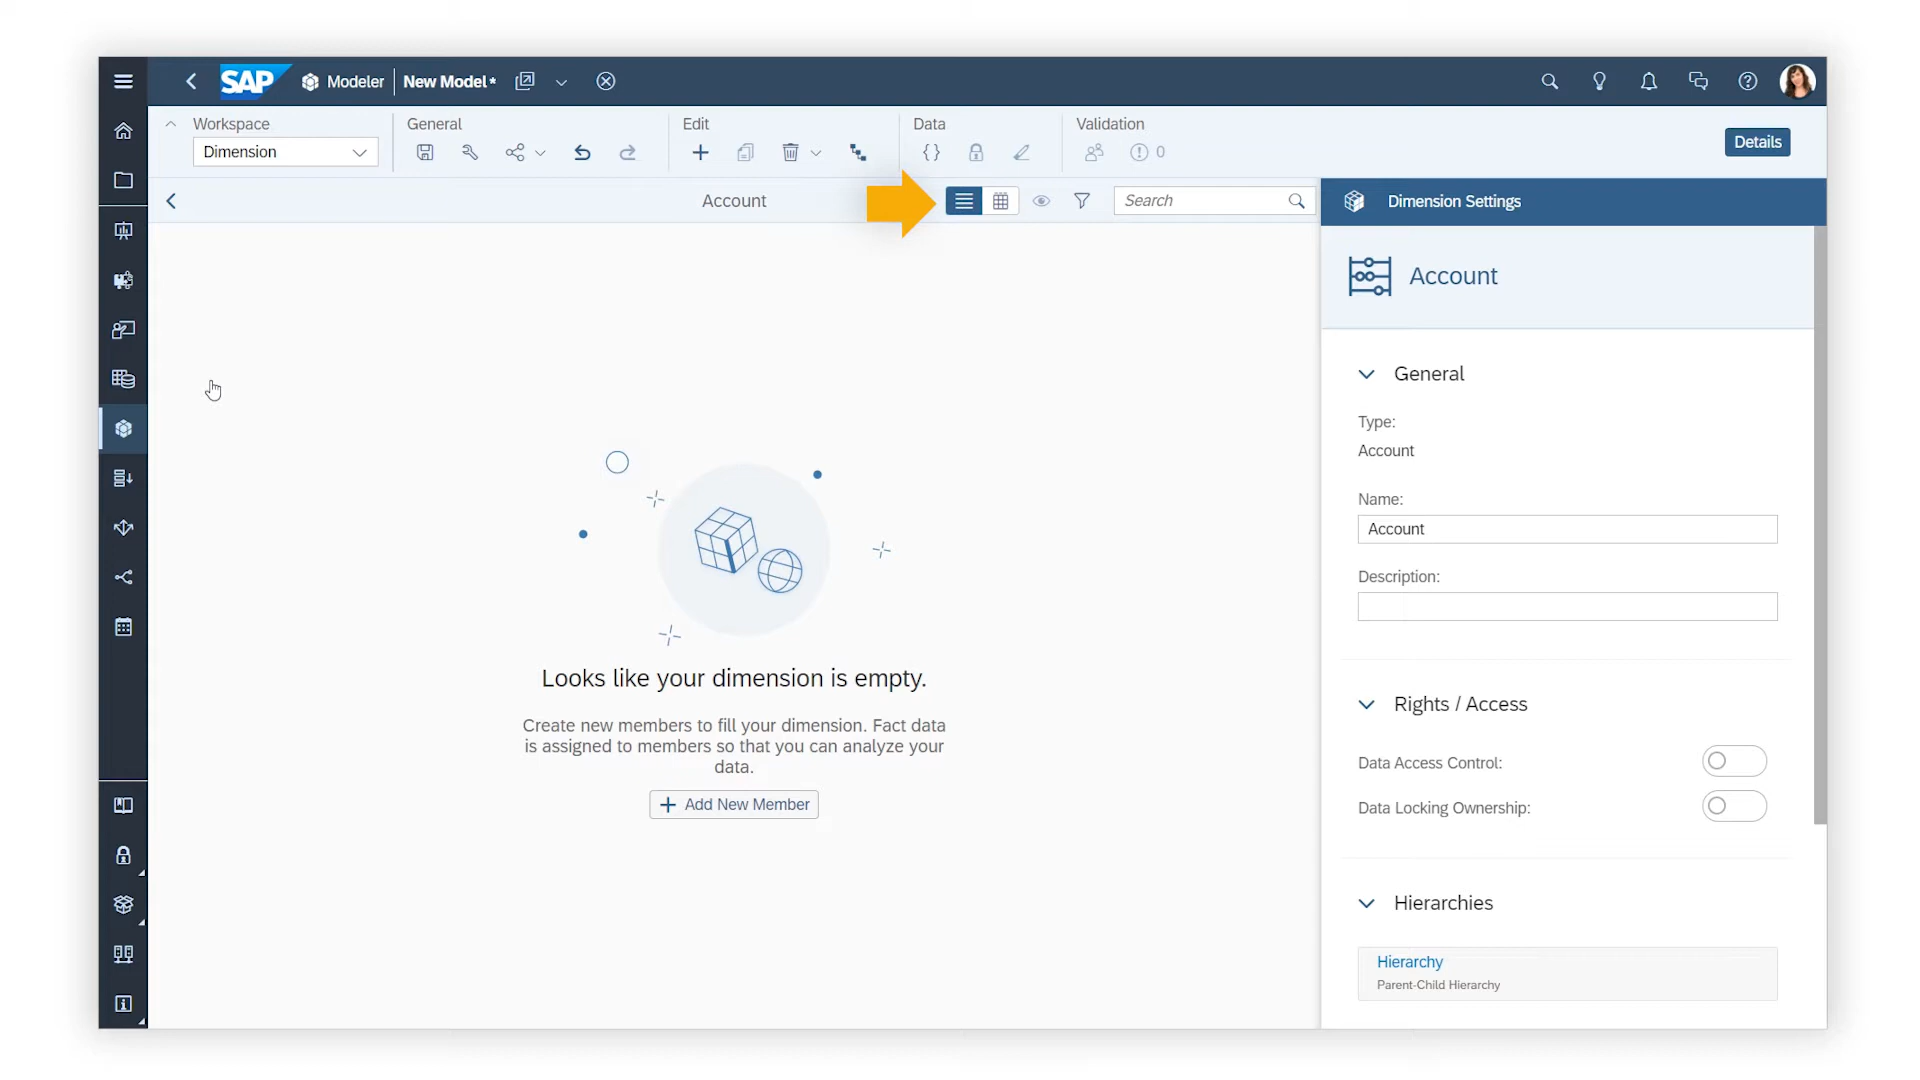 SAP Modeler New Model*
Workspace General Edit Data Validation
Dimension 0 Details
Account Search Dimension Settings
Account
General
Type:
Account
Name:
Account
Description:
Looks like your dimension is empty.
Create new members to fill your dimension. Fact data
is assigned to members so that you can analyze your
data.
+ Add New Member
Rights / Access
Data Access Control:
Data Locking Ownership:
Hierarchies
Hierarchy
Parent-Child Hierarchy